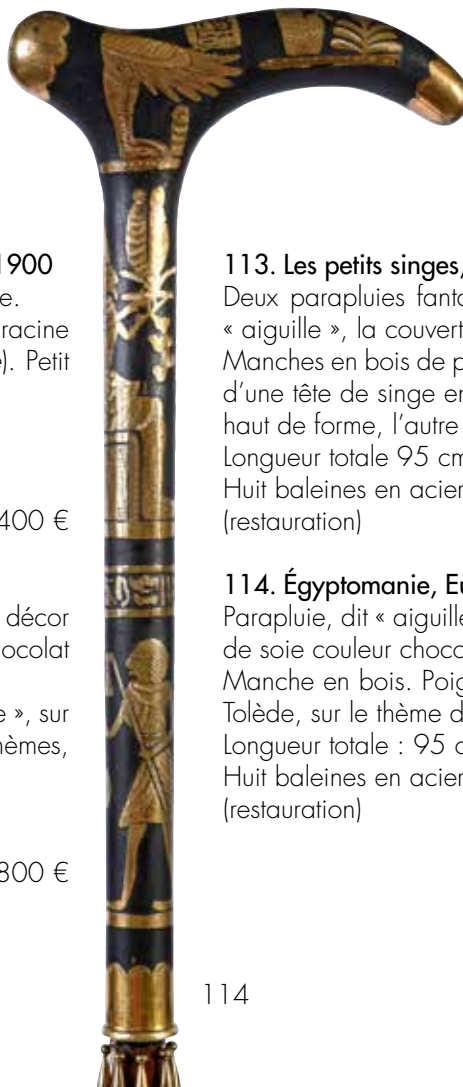 1900
e.
racine
). Petit
400 €
décor
ocolat
e », sur
hèmes,
800 €
113. Les petits singes,
Deux parapluies fanta
« aiguille », la couvert
Manches en bois de p
d'une tête de singe en
haut de forme, l'autre
Longueur totale 95 cm
Huit baleines en acier
(restauration)
114. Égyptomanie, Eu
Parapluie, dit « aiguille
de soie couleur choco
Manche en bois. Poig
Tolède, sur le thème d
Longueur totale : 95 c
Huit baleines en acier
(restauration)
114